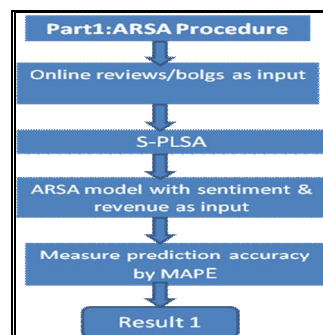 Part1:ARSA Procedure
Online reviews/bolgs as input
S-PLSA
ARSA model with sentiment &
revenue as input
Measure prediction accuracy
by MAPE
Result 1